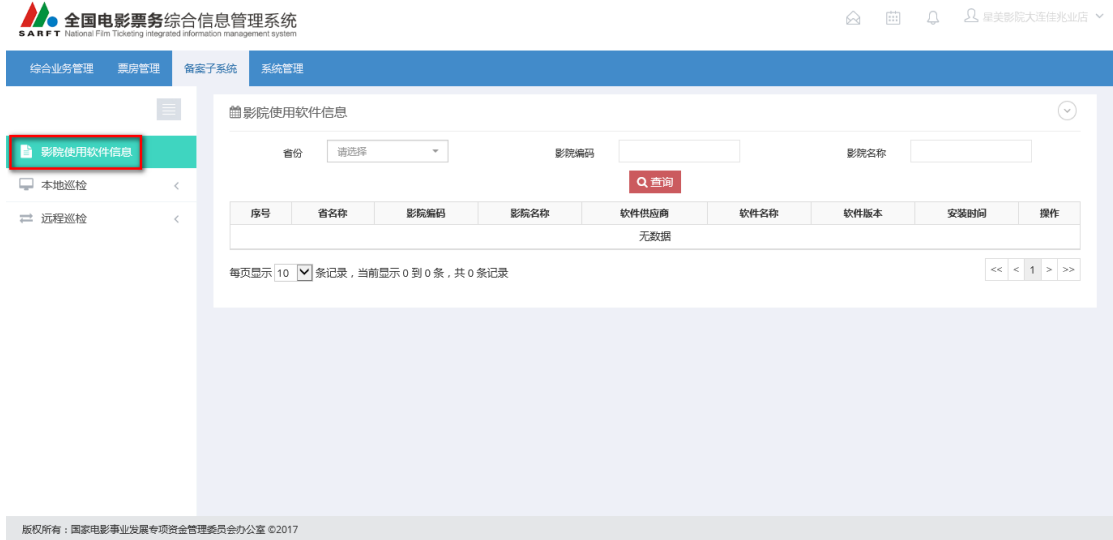 全国电影票务综合信息管理系统
SARFT National Film Ticketing integrated information management system
星美影院大连佳兆业店
综合业务管理 票房管理 备案子系统 系统管理
影院使用软件信息
影院使用软件信息
省份 请选择 影院编码 影院名称
查询
本地巡检
远程巡检
序号 省名称 影院编码 影院名称 软件供应商 软件名称 软件版本 安装时间 操作
无数据
每页显示 10 条记录，当前显示 0 到 0 条，共 0 条记录
<< < 1 > >>
版权所有：国家电影事业发展专项资金管理委员会办公室 ©2017